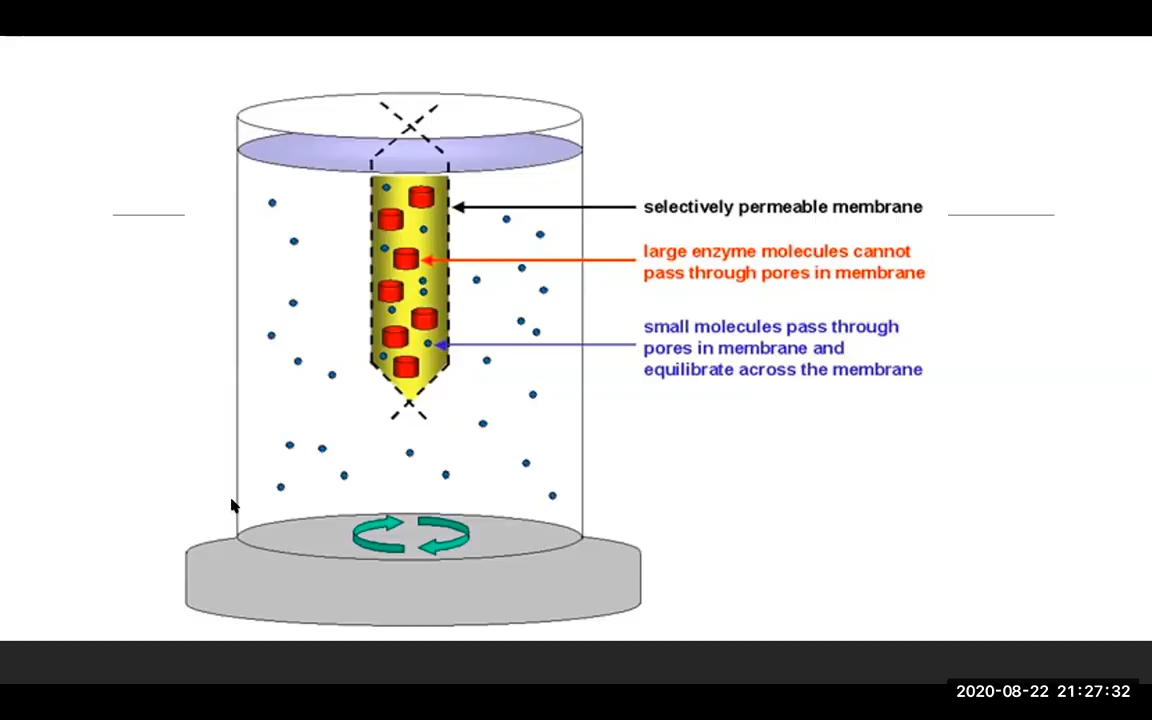 selectively permeable membrane
large enzyme molecules cannot
pass through pores in membrane
small molecules pass through
pores in membrane and
equilibrate across the membrane
2020-08-22 21:27:32